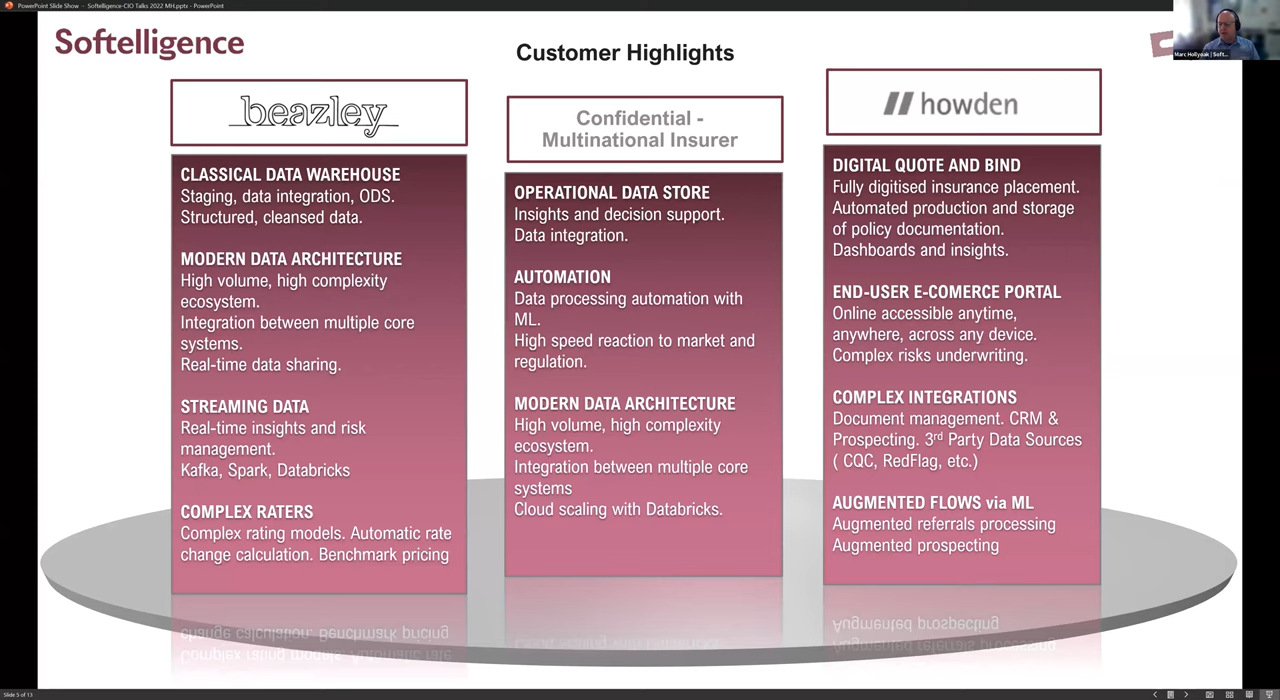 PowerPoint Slide Show - Softelligence-CIO Talks 2022 MH.pptx - PowerPoint
Softelligence
Customer Highlights
Marc Hollyoak | Soft...
beazley
CLASSICAL DATA WAREHOUSE
Staging, data integration, ODS.
Structured, cleansed data.
MODERN DATA ARCHITECTURE
High volume, high complexity
ecosystem.
Integration between multiple core
systems.
Real-time data sharing.
STREAMING DATA
Real-time insights and risk
management.
Kafka, Spark, Databricks
COMPLEX RATERS
Complex rating models. Automatic rate
change calculation. Benchmark pricing
Confidential -
Multinational Insurer
OPERATIONAL DATA STORE
Insights and decision support.
Data integration.
AUTOMATION
Data processing automation with
ML.
High speed reaction to market and
regulation.
MODERN DATA ARCHITECTURE
High volume, high complexity
ecosystem.
Integration between multiple core
systems
Cloud scaling with Databricks.
howden
DIGITAL QUOTE AND BIND
Fully digitised insurance placement.
Automated production and storage
of policy documentation.
Dashboards and insights.
END-USER E-COMERCE PORTAL
Online accessible anytime,
anywhere, across any device.
Complex risks underwriting.
COMPLEX INTEGRATIONS
Document management. CRM &
Prospecting. 3rd Party Data Sources
( CQC, RedFlag, etc.)
AUGMENTED FLOWS via ML
Augmented referrals processing
Augmented prospecting
Slide 5 of 13